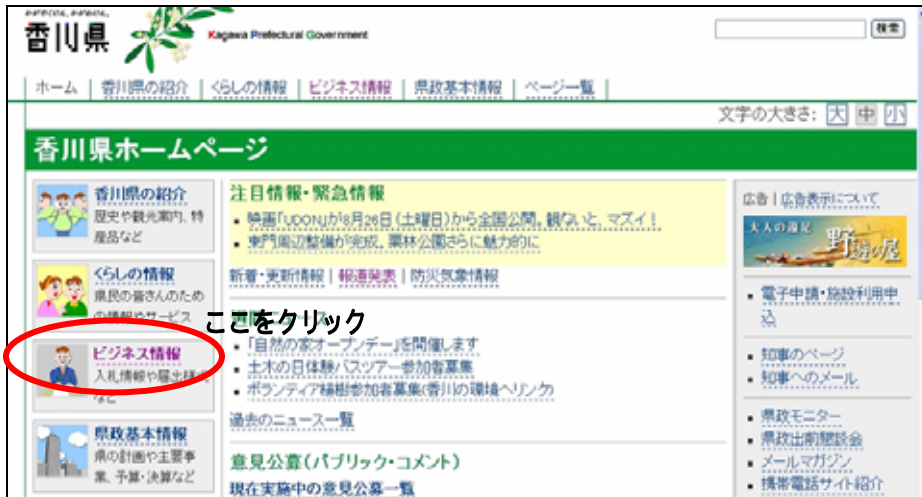 香川県
Kagawa Prefectural Government
検索
ホーム | 香川県の紹介 | くらしの情報 | ビジネス情報 | 県政基本情報 | ページ一覧 |
文字の大きさ: 大 中 小
香川県ホームページ
香川県の紹介
歴史や観光案内、特
産品など
くらしの情報
県民の皆さんのため
の情報やサービス
ここをクリック
ビジネス情報
入札情報や届出様式
など
県政基本情報
県の計画や主要事
業、予算・決算など
注目情報・緊急情報
映画「UDON」が8月26日(土曜日)から全国公開。観ないと、マズイ!
東門周辺整備が完成。栗林公園さらに魅力的に
新着・更新情報 | 報道発表 | 防災気象情報
「自然の家オープンデー」を開催します
土木の日体験バスツアー参加者募集
ボランティア植樹参加者募集(香川の環境へリンク)
過去のニュース一覧
意見公募(パブリック・コメント)
現在実施中の意見公募一覧
広告 | 広告表示について
大人の遠足
野遊び屋
電子申請・施設利用申
込
知事のページ
知事へのメール
県政モニター
県政出前懇談会
メールマガジン
携帯電話サイト紹介